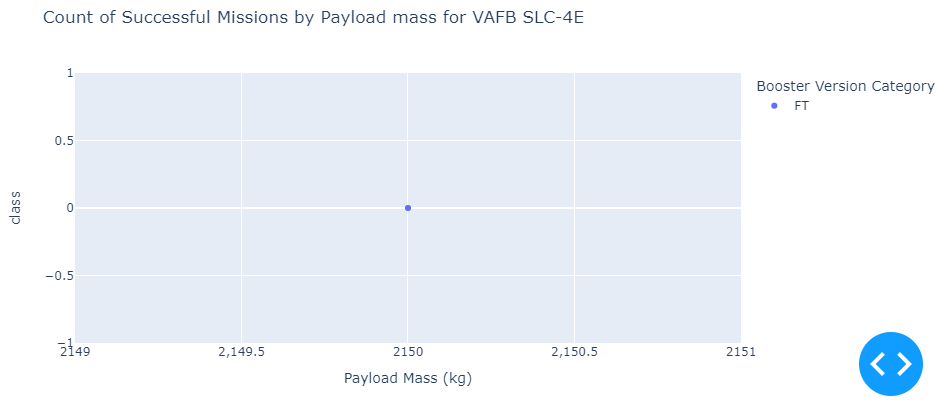 Count of Successful Missions by Payload mass for VAFB SLC-4E
Booster Version Category
FT
1
0.5
0
−0.5
−1
class
2149
2,149.5
2150
2,150.5
2151
Payload Mass (kg)